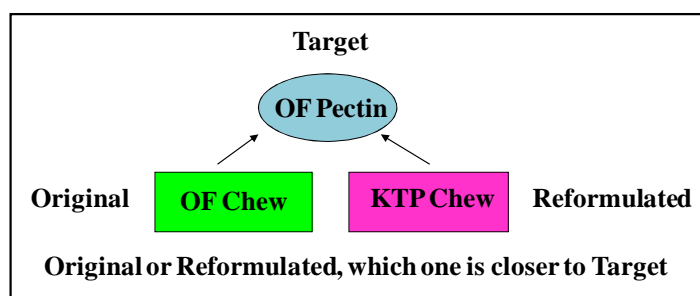 Target
OF Pectin
Original OF Chew KTP Chew Reformulated
Original or Reformulated, which one is closer to Target